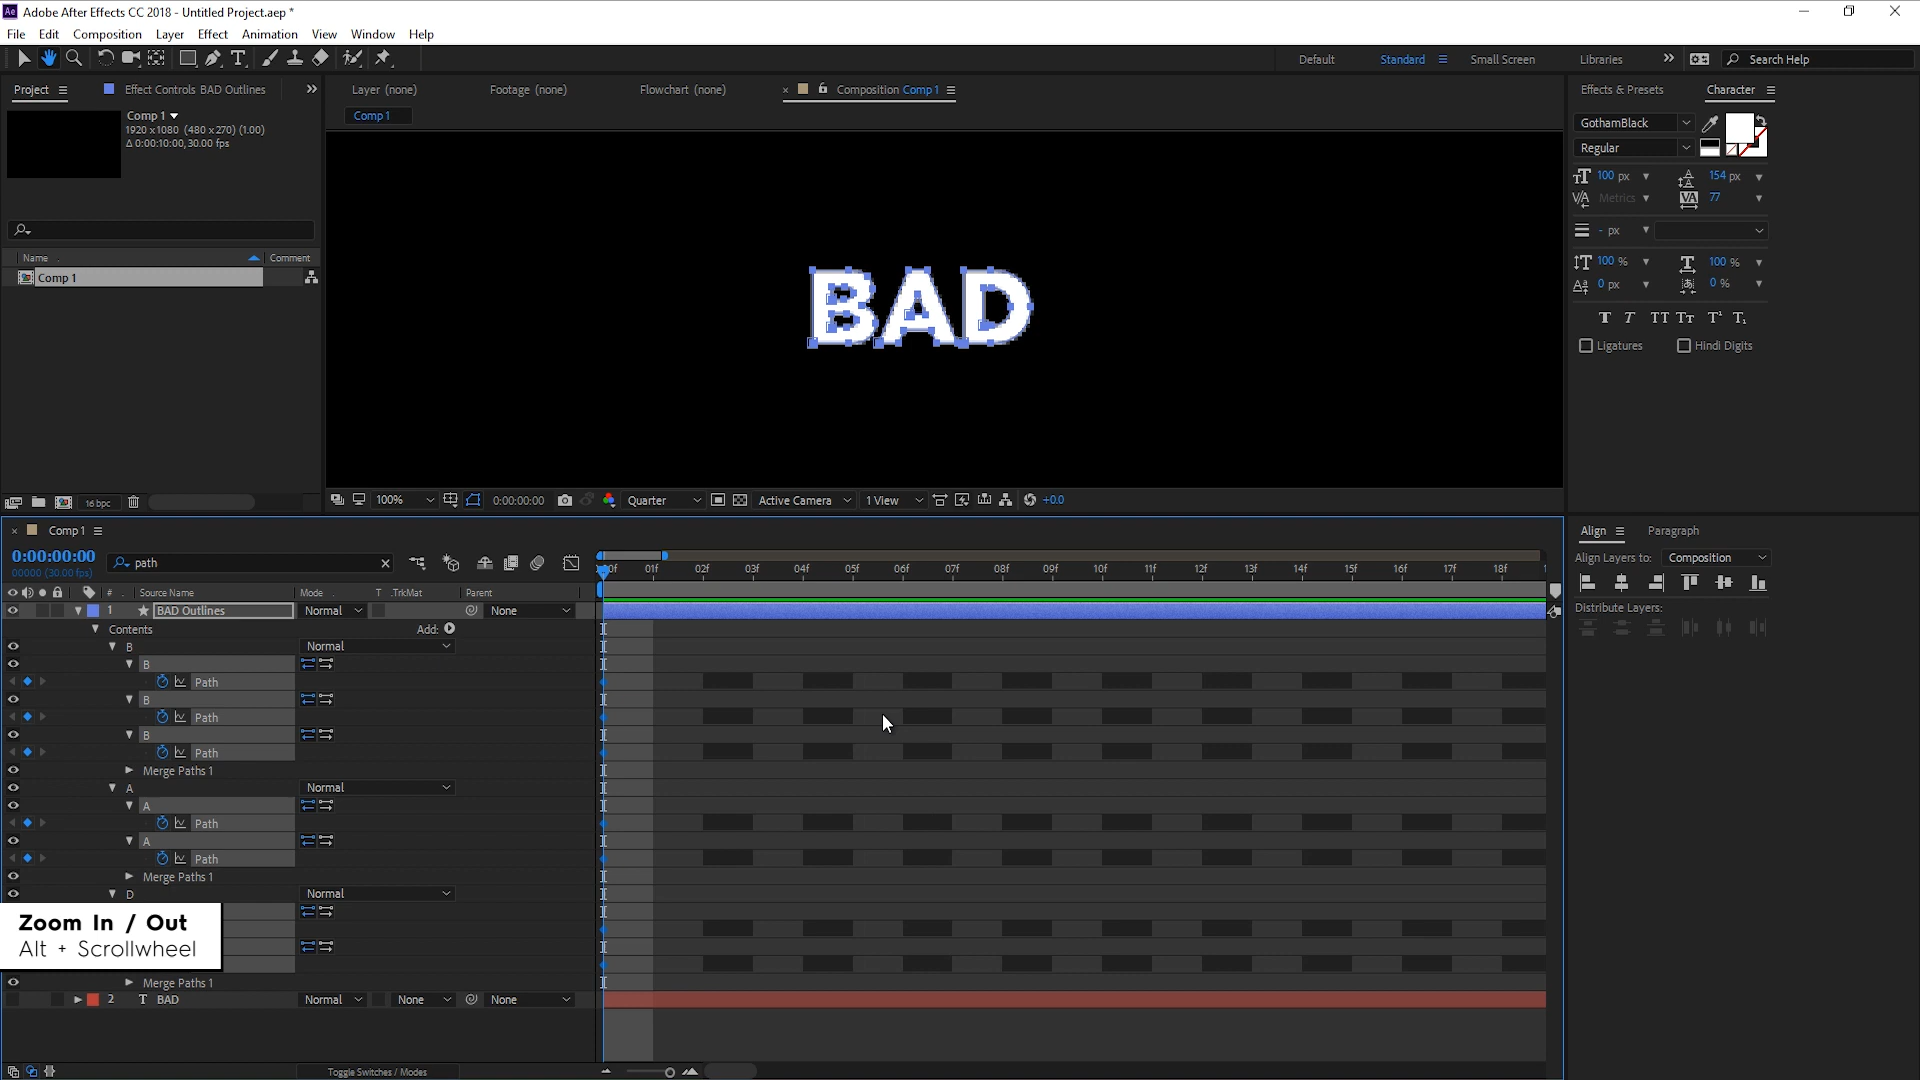 Ae Adobe After Effects CC 2018 - Untitled Project.aep *
File Edit Composition Layer Effect Animation View Window Help
Default Standard Small Screen Libraries Search Help
Project Effect Controls BAD Outlines
Layer (none) Footage (none) Flowchart (none) Composition Comp 1
Effects & Presets Character
Comp 1
Comp 1
1920 x 1080 (480 x 270) (1.00)
Δ 0:00:10:00, 30.00 fps
GothamBlack
Regular
100 px 154 px
Metrics 77
- px
100 % 100 %
0 px 0 %
T T TT Tt T¹ T₁
Ligatures Hindi Digits
Name Comment
Comp 1
BAD
16 bpc
100% 0:00:00:00 Quarter Active Camera 1 View +0.0
Comp 1
Align Paragraph
Align Layers to: Composition
Distribute Layers:
0:00:00:00
00000 (30.00 fps)
path
00f 01f 02f 03f 04f 05f 06f 07f 08f 09f 10f 11f 12f 13f 14f 15f 16f 17f 18f
# Source Name Mode T .TrkMat Parent
1 BAD Outlines Normal None
Contents Add:
B Normal
B
Path
B
Path
B
Path
Merge Paths 1
A Normal
A
Path
A
Path
Merge Paths 1
D Normal
Zoom In / Out
Alt + Scrollwheel
Merge Paths 1
2 T BAD Normal None None
Toggle Switches / Modes